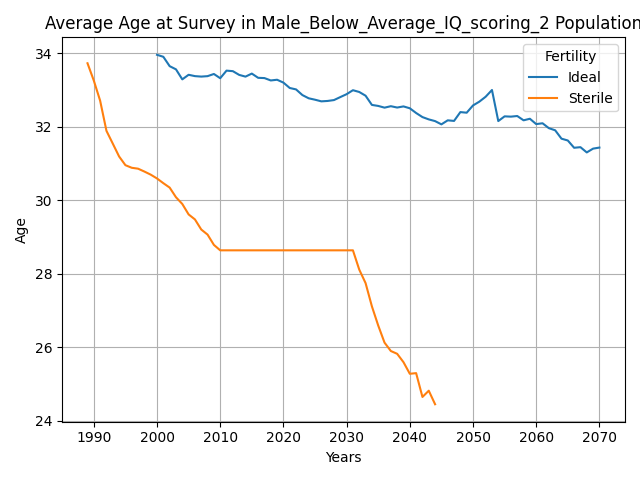 Average Age at Survey in Male_Below_Average_IQ_scoring_2 Population
Fertility
Ideal
Sterile
34
32
30
28
26
24
Age
1990 2000 2010 2020 2030 2040 2050 2060 2070
Years